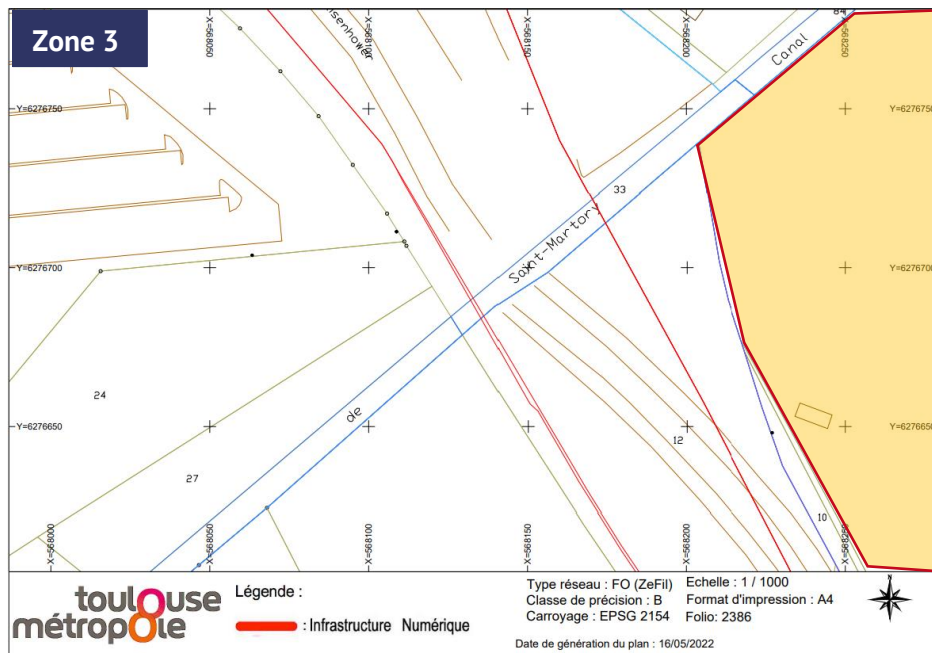 Zone 3
X=568050
X=568100
X=568150
X=568200
X=568250
senhower
84
Canal
Y=6276750
Y=6276750
33
Saint-Martory
Y=6276700
Y=6276700
24
de
Y=6276650
Y=6276650
12
27
10
X=568000
X=568050
X=568100
X=568150
X=568200
X=568250
toulouse
métropole
Légende :
: Infrastructure Numérique
Type réseau : FO (ZeFil)
Classe de précision : B
Carroyage : EPSG 2154
Echelle : 1 / 1000
Format d'impression : A4
Folio: 2386
N
Date de génération du plan : 16/05/2022